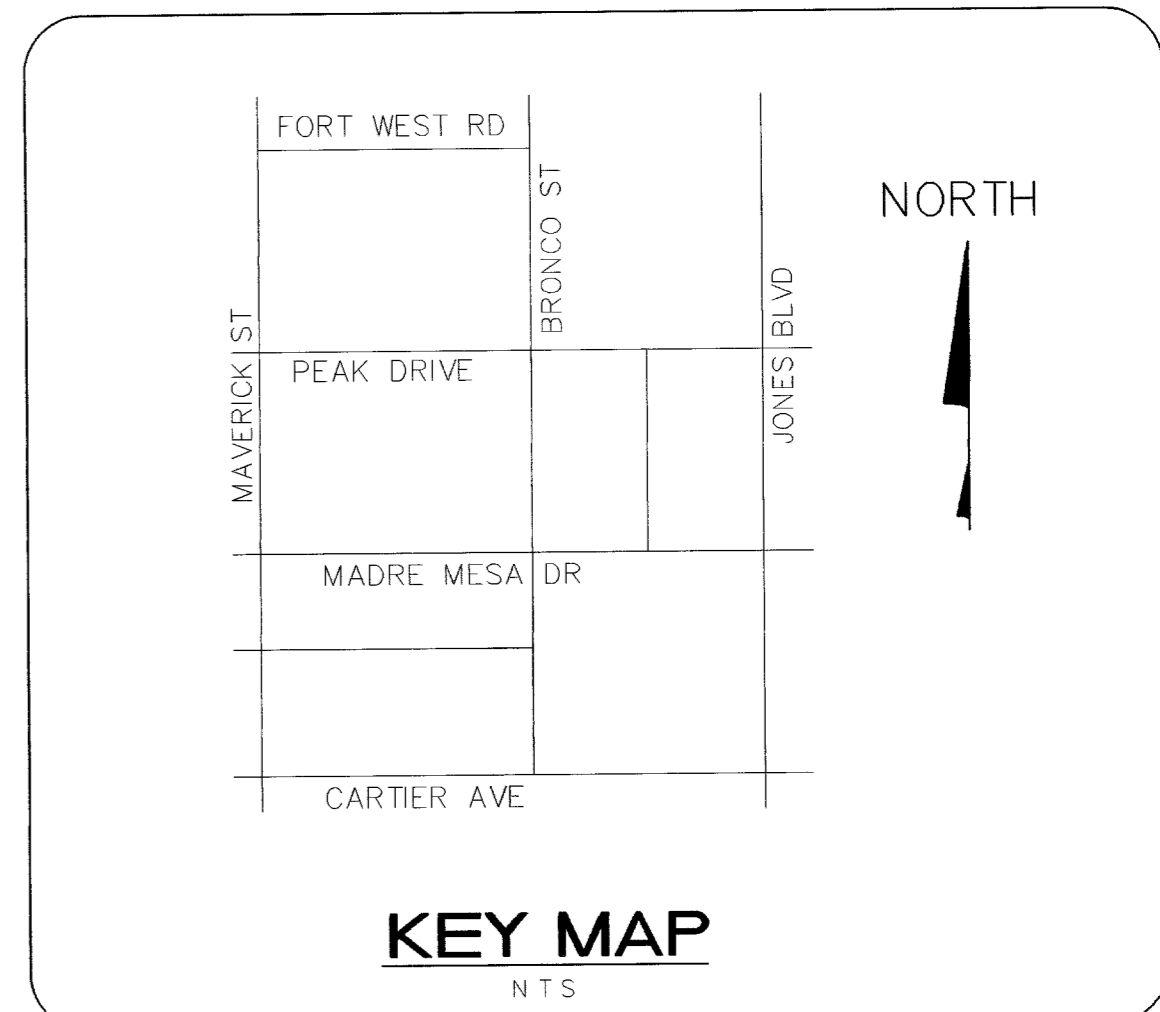 FORT WEST RD
BRONCO ST
NORTH
MAVERICK ST
PEAK DRIVE
JONES BLVD
MADRE MESA DR
CARTIER AVE
KEY MAP
NTS